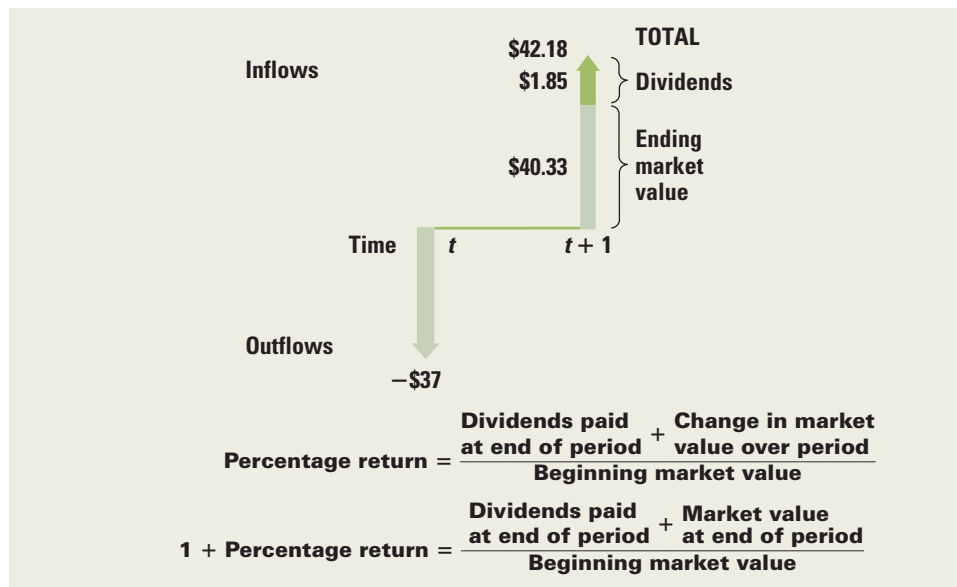 TOTAL
$42.18
Inflows
$1.85
Dividends
Ending
market
value
$40.33
Time
t
t + 1
Outflows
−$37
Percentage return = Dividends paid at end of period + Change in market value over period
Beginning market value
1 + Percentage return = Dividends paid at end of period + Market value at end of period
Beginning market value